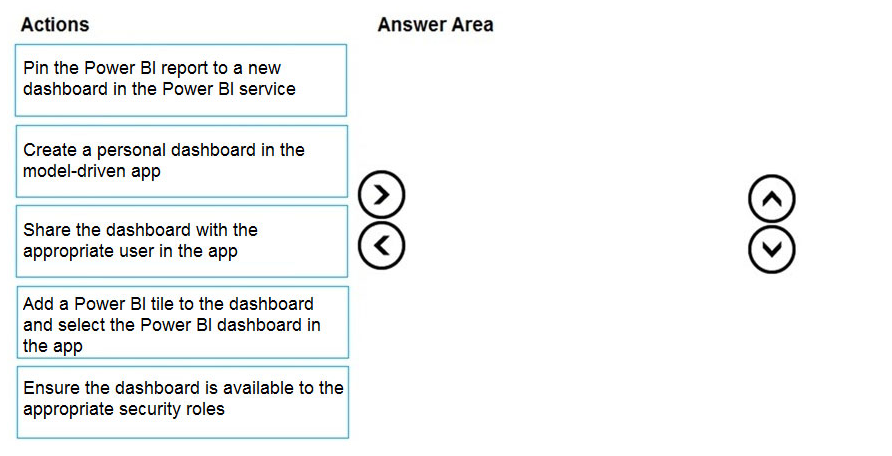 Actions
Answer Area
Pin the Power BI report to a new
dashboard in the Power BI service
Create a personal dashboard in the
model-driven app
Share the dashboard with the
appropriate user in the app
Add a Power BI tile to the dashboard
and select the Power BI dashboard in
the app
Ensure the dashboard is available to the
appropriate security roles